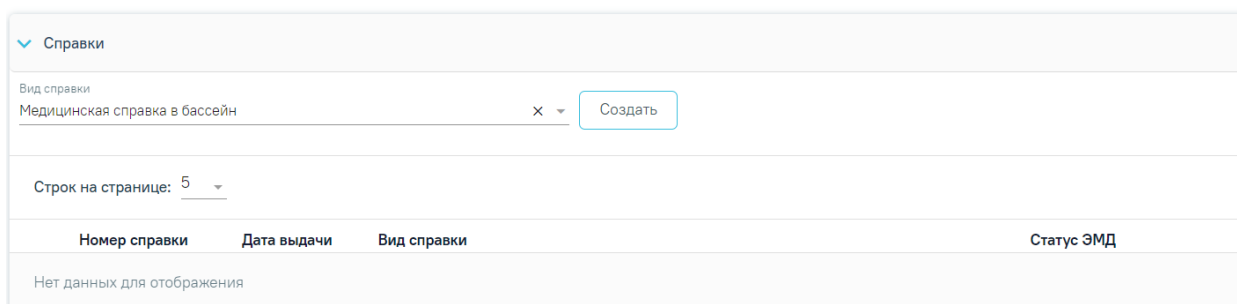 Справки
Вид справки
Медицинская справка в бассейн
Создать
Строк на странице: 5
Номер справки Дата выдачи Вид справки Статус ЭМД
Нет данных для отображения